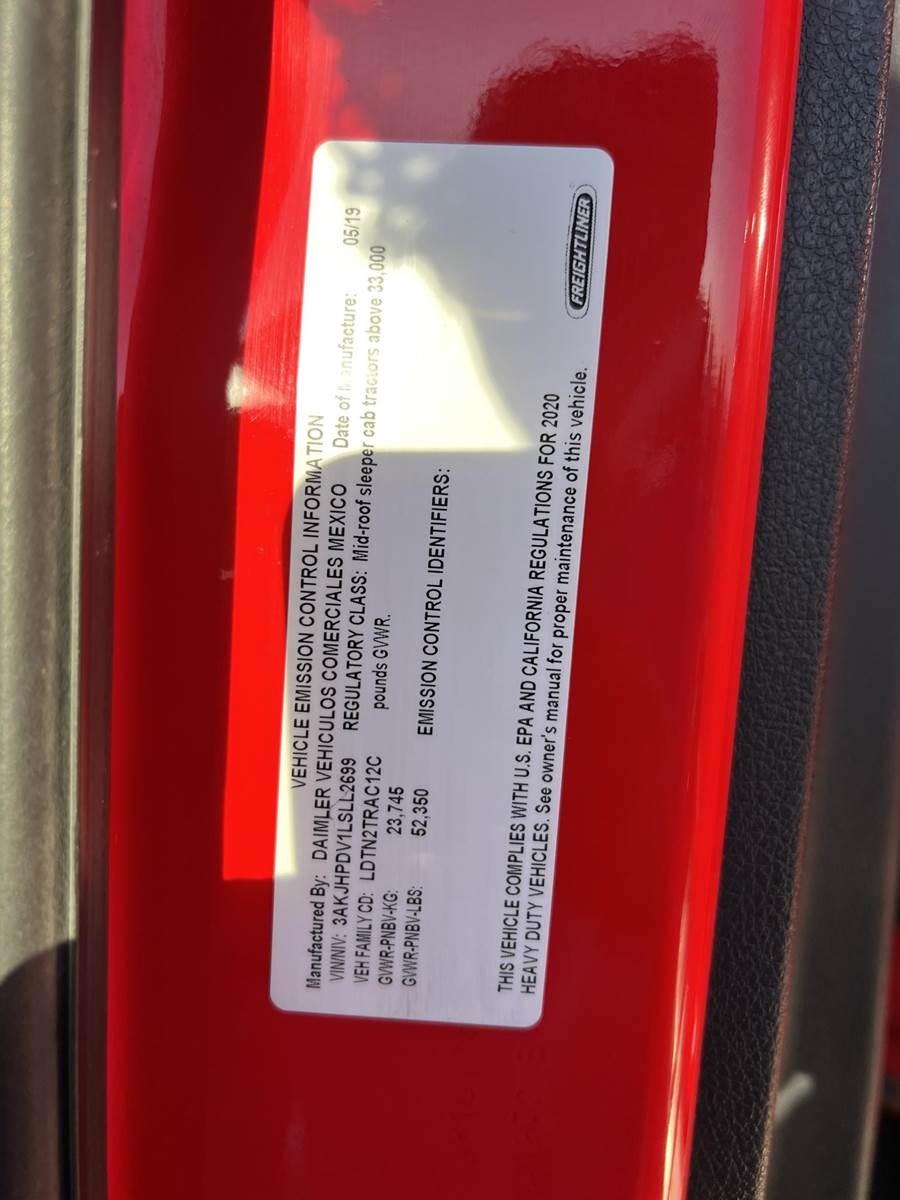 VEHICLE EMISSION CONTROL INFORMATION
Manufactured By: DAIMLER VEHICULOS COMERCIALES MEXICO Date of Manufacture: 05/19
VIN/NIV: 3AKJHPDV1LSLL2699 REGULATORY CLASS: Mid-roof sleeper cab tractors above 33,000
VEH FAMILY CD: LDTN2TRAC12C pounds GVWR.
GVWR-PNBV-KG: 23,745
GVWR-PNBV-LBS: 52,350 EMISSION CONTROL IDENTIFIERS:
THIS VEHICLE COMPLIES WITH U.S. EPA AND CALIFORNIA REGULATIONS FOR 2020
HEAVY DUTY VEHICLES. See owner's manual for proper maintenance of this vehicle.
FREIGHTLINER